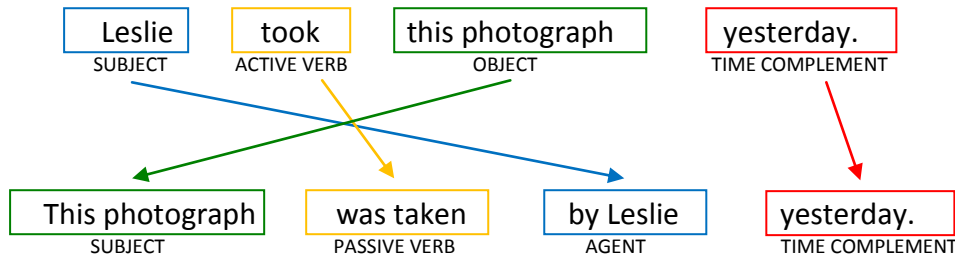 Leslie took this photograph yesterday.
SUBJECT ACTIVE VERB OBJECT TIME COMPLEMENT
This photograph was taken by Leslie yesterday.
SUBJECT PASSIVE VERB AGENT TIME COMPLEMENT